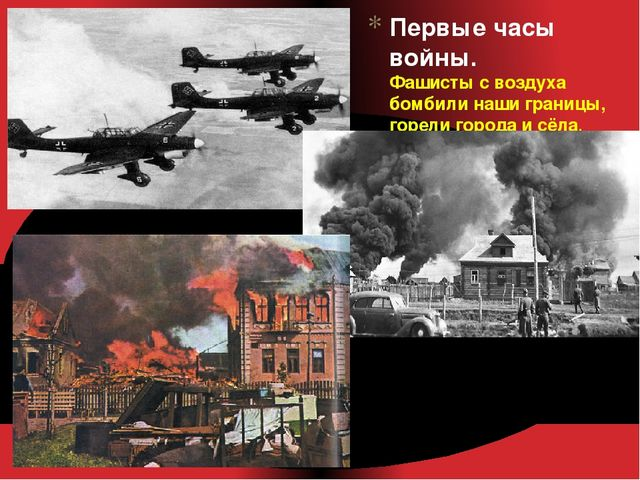 * Первые часы
войны.
Фашисты с воздуха
бомбили наши границы,
горели города и сёла.